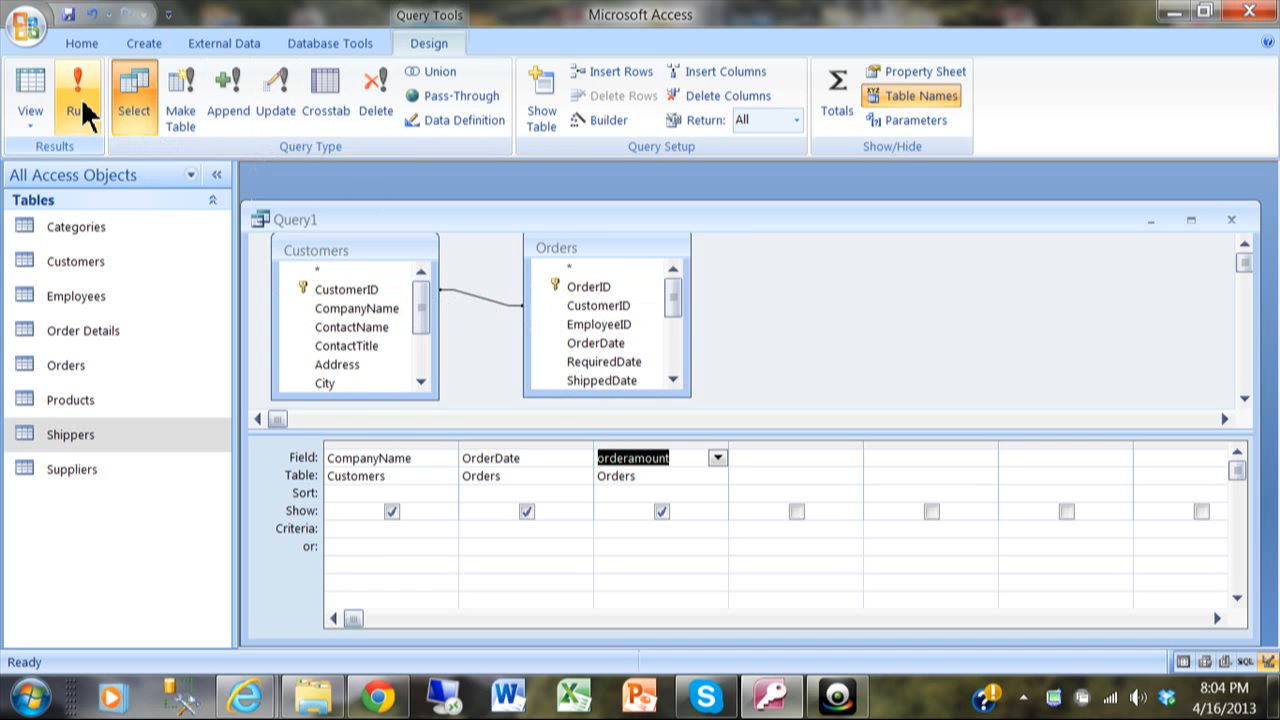 Query Tools
Microsoft Access
Home
Create
External Data
Database Tools
Design
View
Ru
Results
Select
Make Table
Append
Update
Crosstab
Delete
Union
Pass-Through
Data Definition
Query Type
Show Table
Insert Rows
Delete Rows
Builder
Insert Columns
Delete Columns
Return: All
Query Setup
Σ
Totals
Property Sheet
XYZ Table Names
Parameters
Show/Hide
All Access Objects
Tables
Categories
Customers
Employees
Order Details
Orders
Products
Shippers
Suppliers
Query1
Customers
*
CustomerID
CompanyName
ContactName
ContactTitle
Address
City
Orders
*
OrderID
CustomerID
EmployeeID
OrderDate
RequiredDate
ShippedDate
Field: CompanyName OrderDate orderamount
Table: Customers Orders Orders
Sort:
Show:
Criteria:
or:
Ready
SQL
8:04 PM
4/16/2013